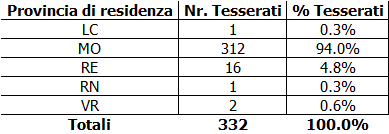 Provincia di residenza Nr. Tesserati % Tesserati
LC 1 0.3%
MO 312 94.0%
RE 16 4.8%
RN 1 0.3%
VR 2 0.6%
Totali 332 100.0%